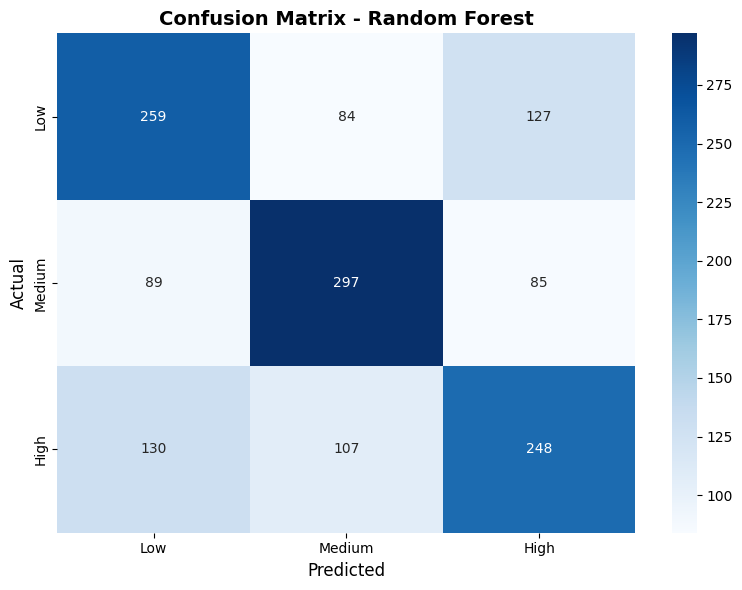 Confusion Matrix - Random Forest
Actual
Low
Medium
High
259 84 127
89 297 85
130 107 248
Low Medium High
Predicted
275
250
225
200
175
150
125
100